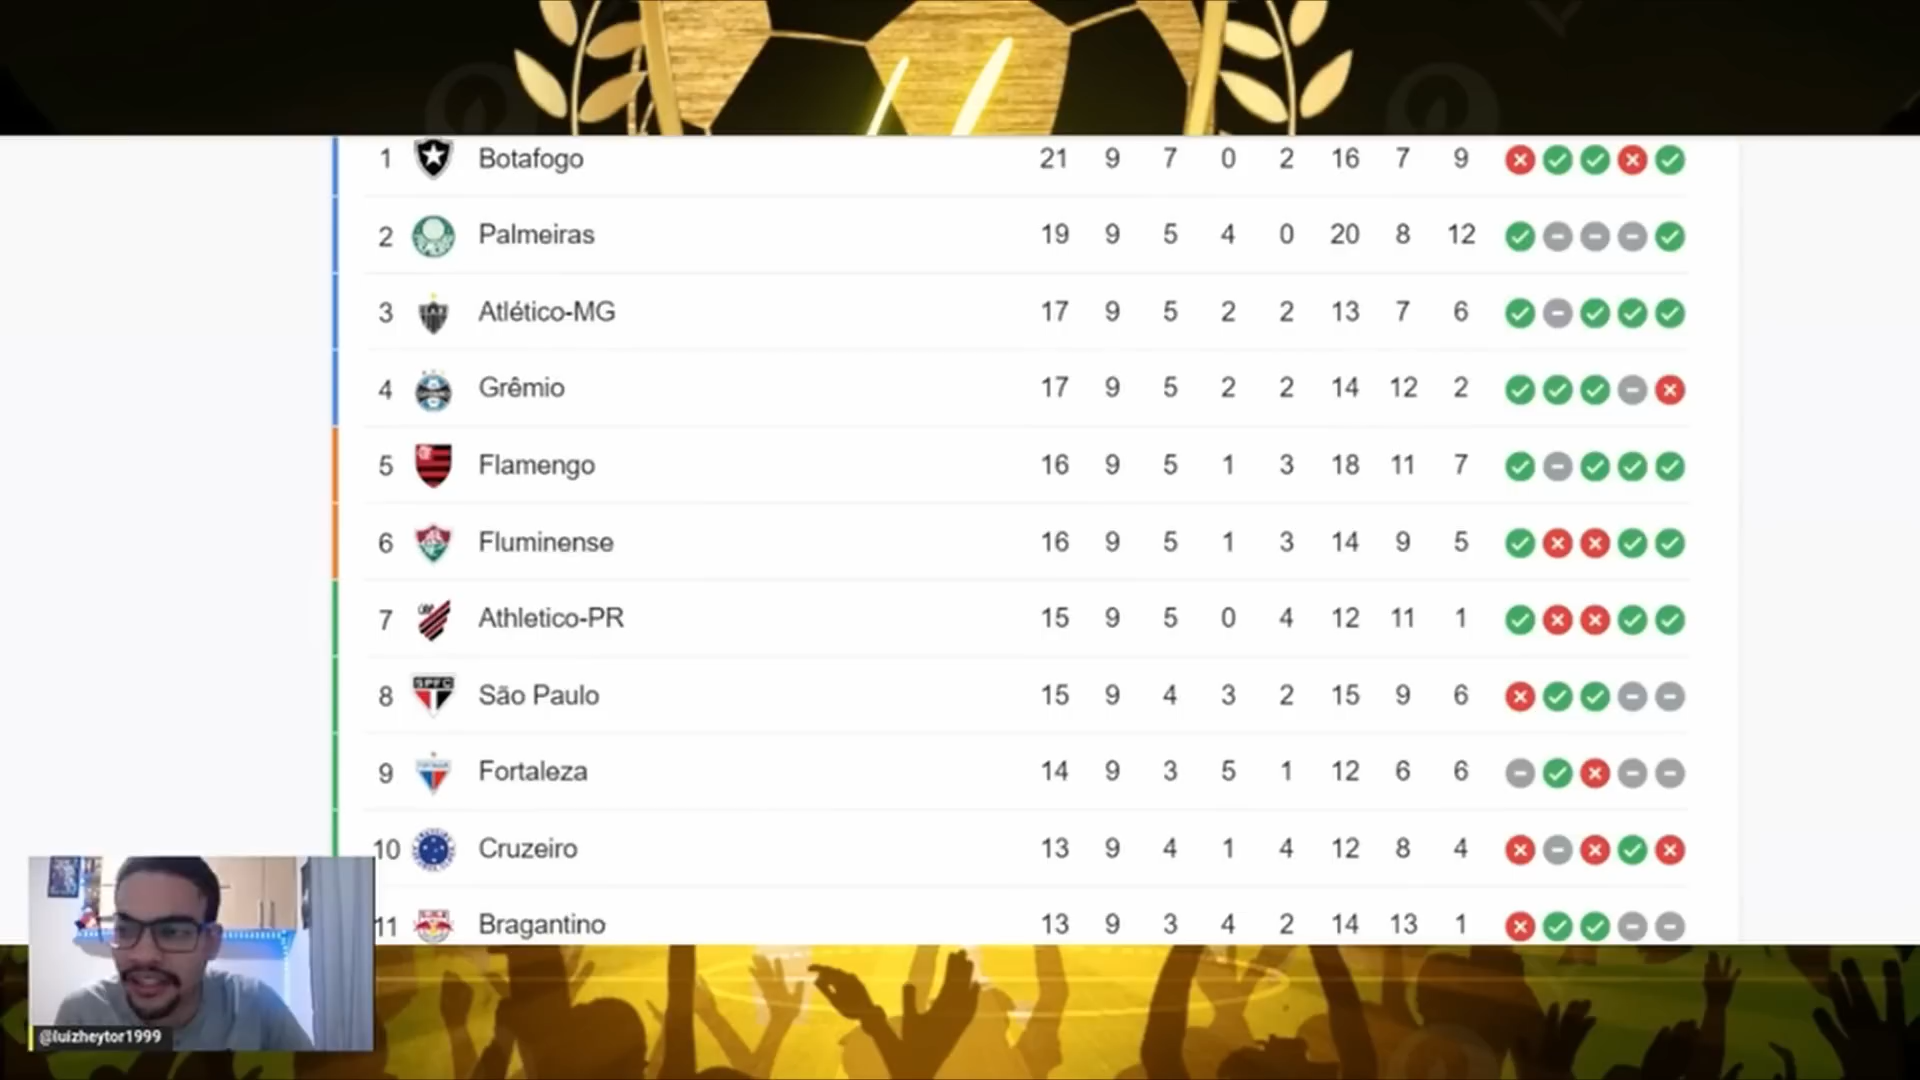 1 Botafogo 21 9 7 0 2 16 7 9
2 Palmeiras 19 9 5 4 0 20 8 12
3 Atlético-MG 17 9 5 2 2 13 7 6
4 Grêmio 17 9 5 2 2 14 12 2
5 Flamengo 16 9 5 1 3 18 11 7
6 Fluminense 16 9 5 1 3 14 9 5
7 Athletico-PR 15 9 5 0 4 12 11 1
8 SPFC São Paulo 15 9 4 3 2 15 9 6
9 Fortaleza 14 9 3 5 1 12 6 6
10 Cruzeiro 13 9 4 1 4 12 8 4
11 Bragantino 13 9 3 4 2 14 13 1
@luizheytor1999